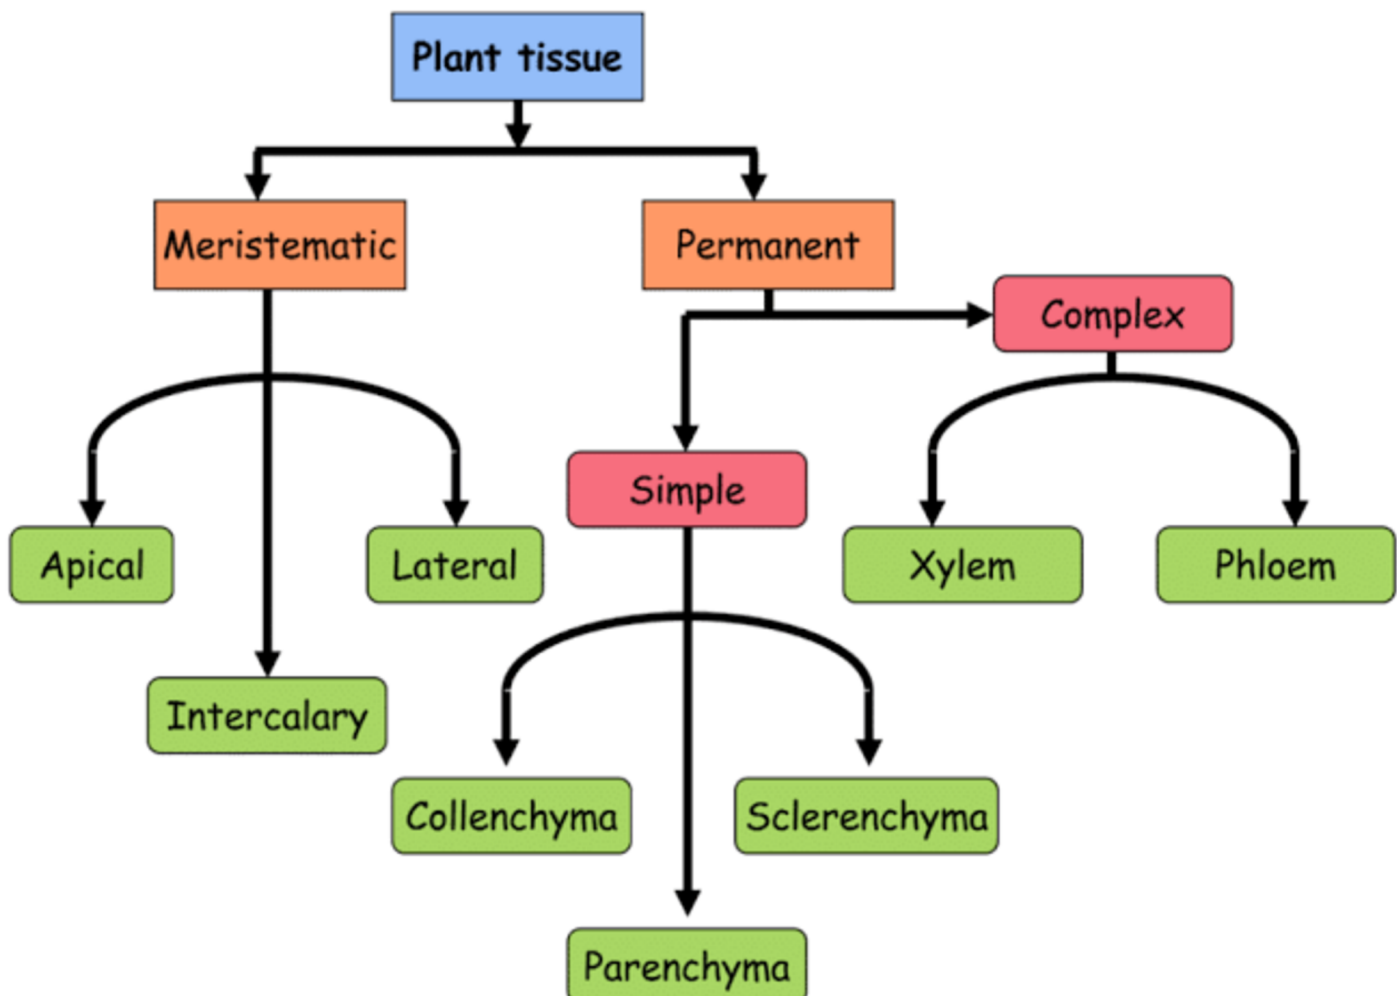 Plant tissue
Meristematic
Permanent
Complex
Simple
Apical
Lateral
Xylem
Phloem
Intercalary
Collenchyma
Sclerenchyma
Parenchyma